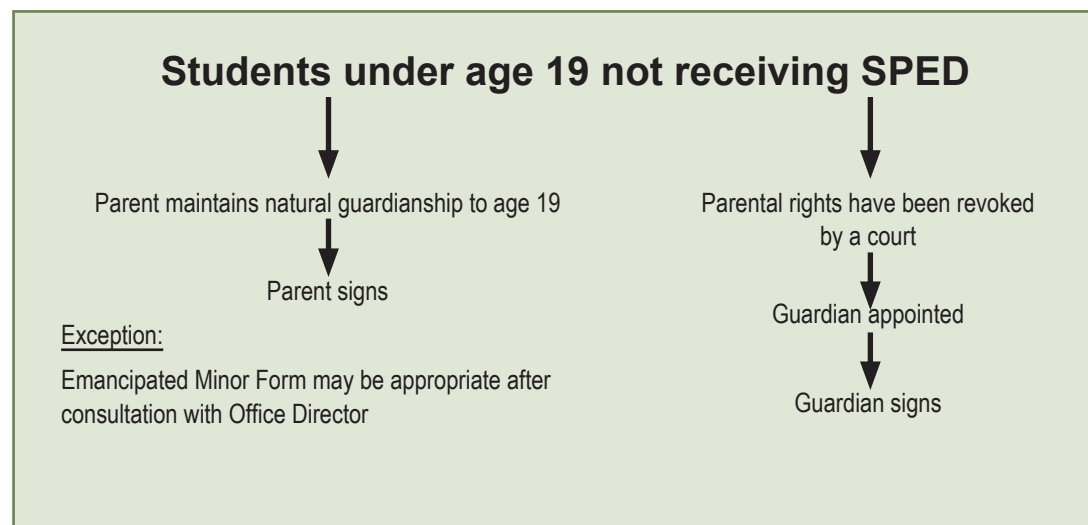 Students under age 19 not receiving SPED
Parent maintains natural guardianship to age 19
Parent signs
Exception:
Emancipated Minor Form may be appropriate after
consultation with Office Director
Parental rights have been revoked
by a court
Guardian appointed
Guardian signs